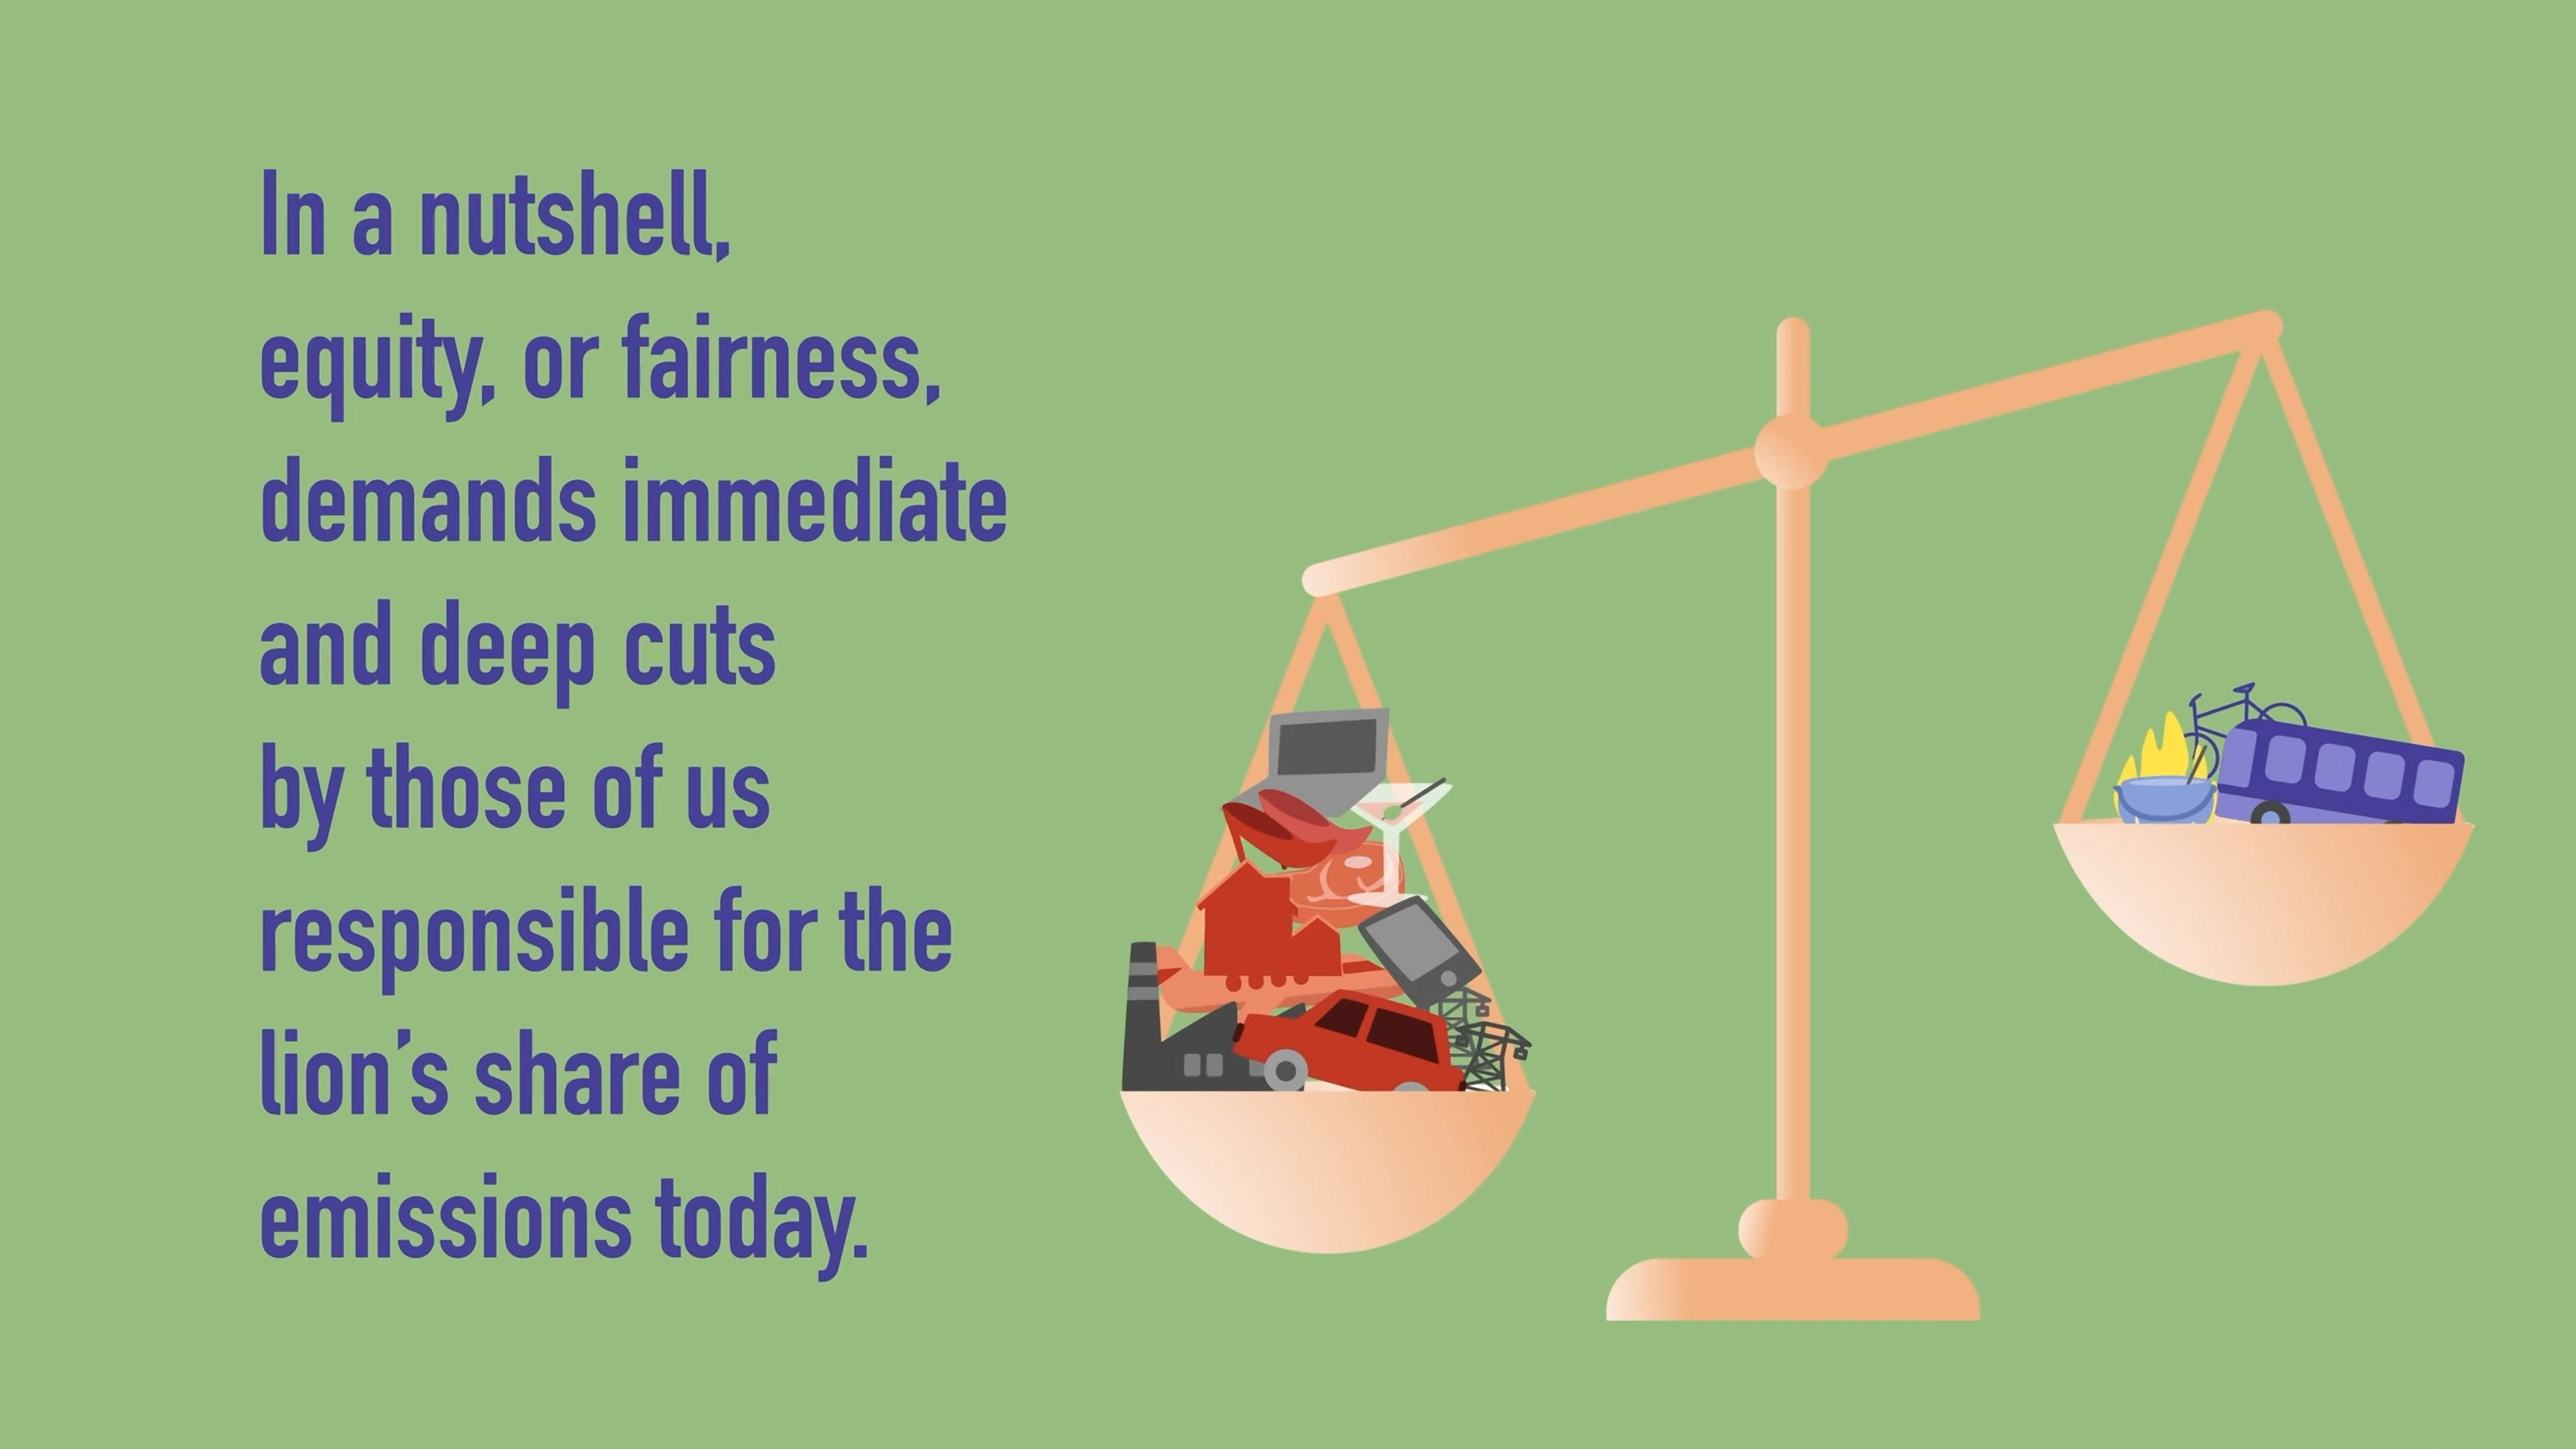 In a nutshell,
equity, or fairness,
demands immediate
and deep cuts
by those of us
responsible for the
lion’s share of
emissions today.